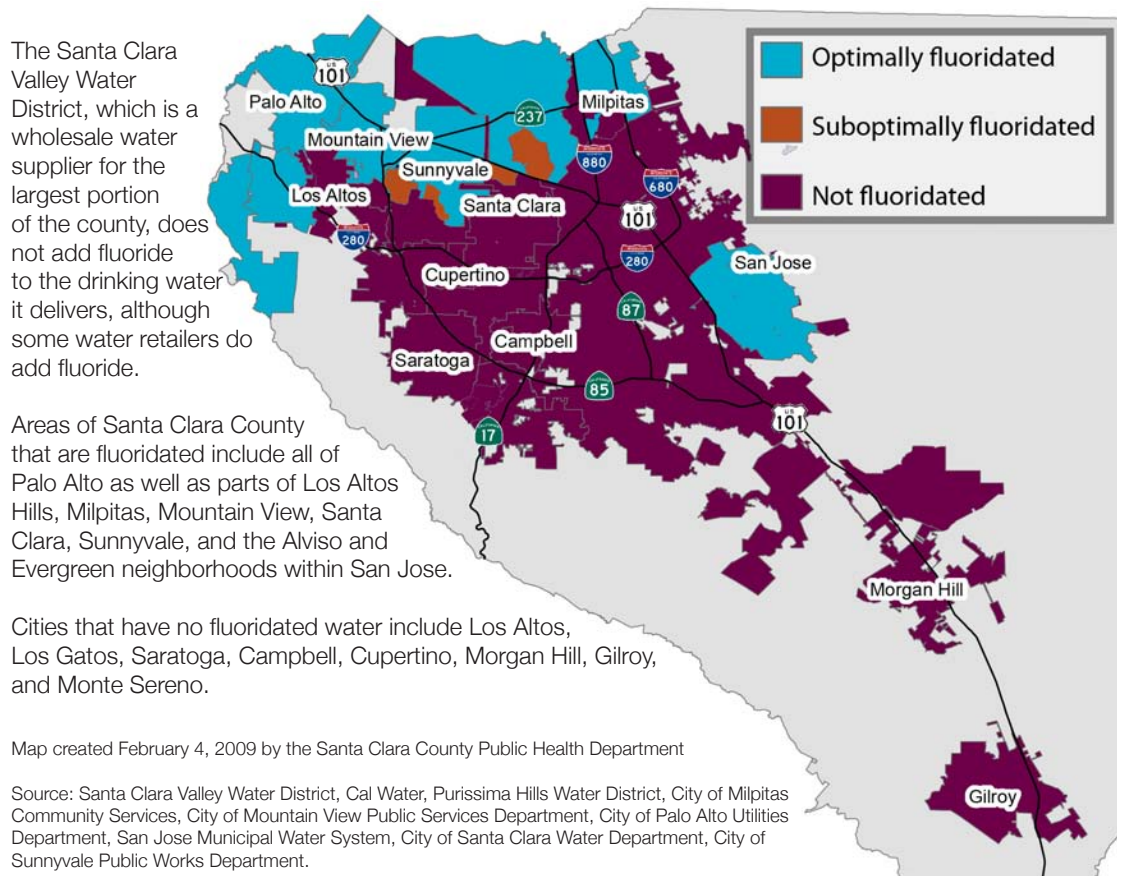 The Santa Clara
Valley Water
District, which is a
wholesale water
supplier for the
largest portion
of the county, does
not add fluoride
to the drinking water
it delivers, although
some water retailers do
add fluoride.
Areas of Santa Clara County
that are fluoridated include all of
Palo Alto as well as parts of Los Altos
Hills, Milpitas, Mountain View, Santa
Clara, Sunnyvale, and the Alviso and
Evergreen neighborhoods within San Jose.
Cities that have no fluoridated water include Los Altos,
Los Gatos, Saratoga, Campbell, Cupertino, Morgan Hill, Gilroy,
and Monte Sereno.
Map created February 4, 2009 by the Santa Clara County Public Health Department
Source: Santa Clara Valley Water District, Cal Water, Purissima Hills Water District, City of Milpitas
Community Services, City of Mountain View Public Services Department, City of Palo Alto Utilities
Department, San Jose Municipal Water System, City of Santa Clara Water Department, City of
Sunnyvale Public Works Department.
Optimally fluoridated
Suboptimally fluoridated
Not fluoridated
US
101
Palo Alto
237
Milpitas
Mountain View
880
Sunnyvale
680
Los Altos
Santa Clara
101
280
280
San Jose
Cupertino
87
Campbell
Saratoga
85
17
US
101
Morgan Hill
Gilroy